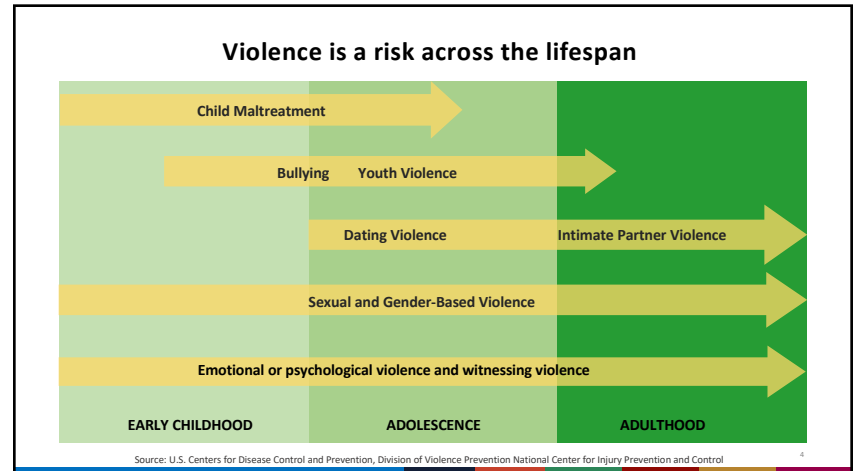 Violence is a risk across the lifespan
Child Maltreatment
Bullying Youth Violence
Dating Violence Intimate Partner Violence
Sexual and Gender-Based Violence
Emotional or psychological violence and witnessing violence
EARLY CHILDHOOD ADOLESCENCE ADULTHOOD
Source: U.S. Centers for Disease Control and Prevention, Division of Violence Prevention National Center for Injury Prevention and Control
4